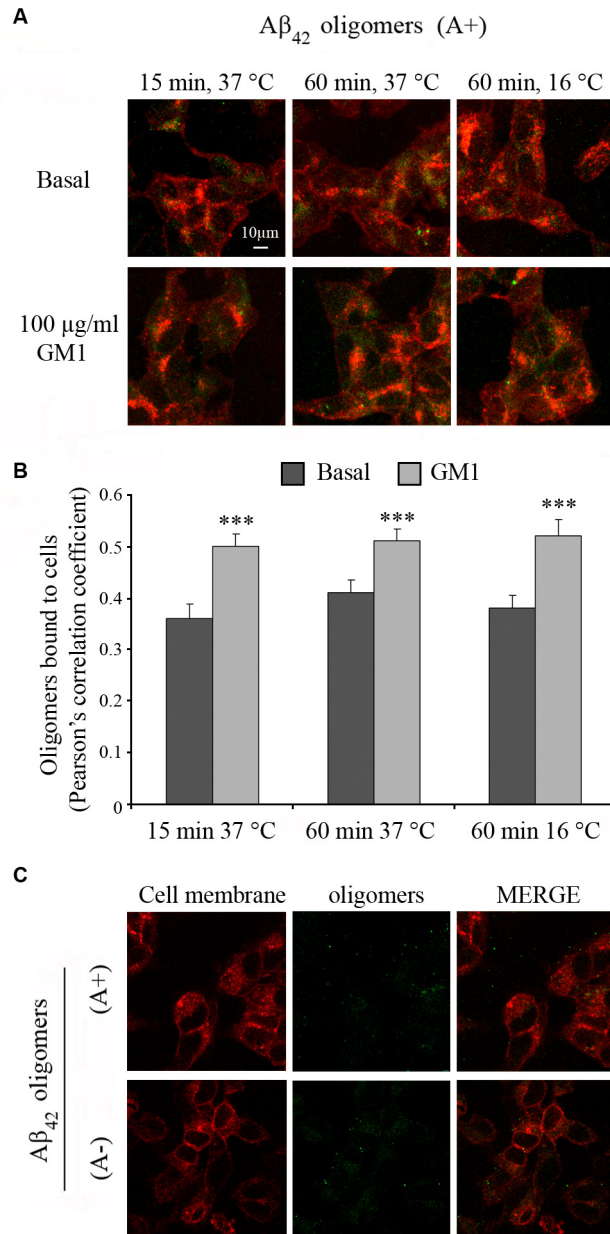 A
Aβ42 oligomers (A+)
15 min, 37 °C 60 min, 37 °C 60 min, 16 °C
Basal
10µm
100 µg/ml
GM1
B
Basal GM1
Oligomers bound to cells
(Pearson's correlation coefficient)
0.6
0.5
0.4
0.3
0.2
0.1
0
*** *** ***
15 min 37 °C 60 min 37 °C 60 min 16 °C
C
Cell membrane oligomers MERGE
Aβ42 oligomers
(A+)
(A-)